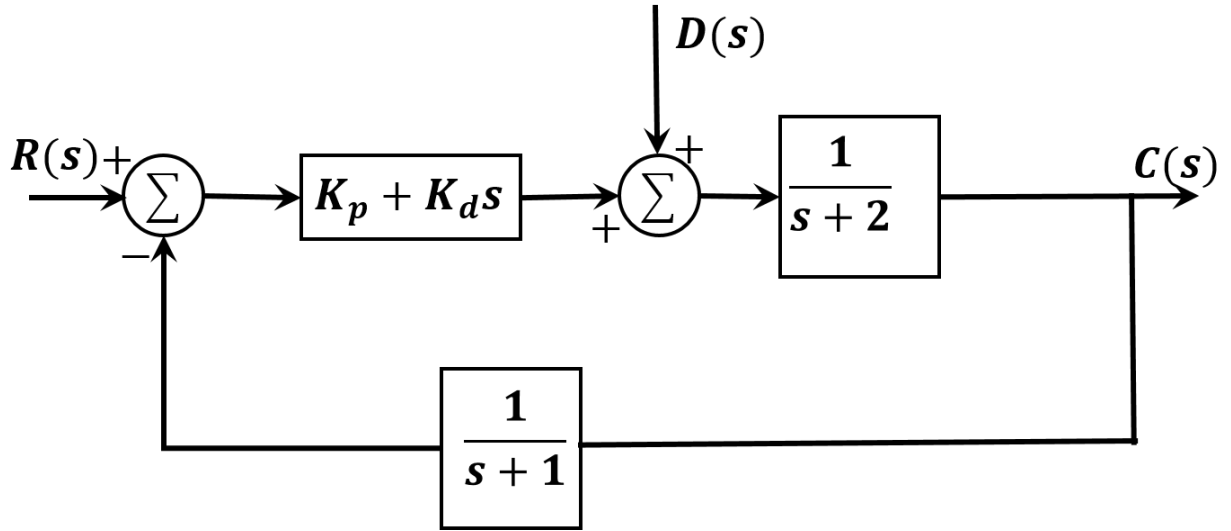 D(s)
R(s) + Σ K_p + K_d s + Σ + 1/(s + 2) C(s)
−
1/(s + 1)